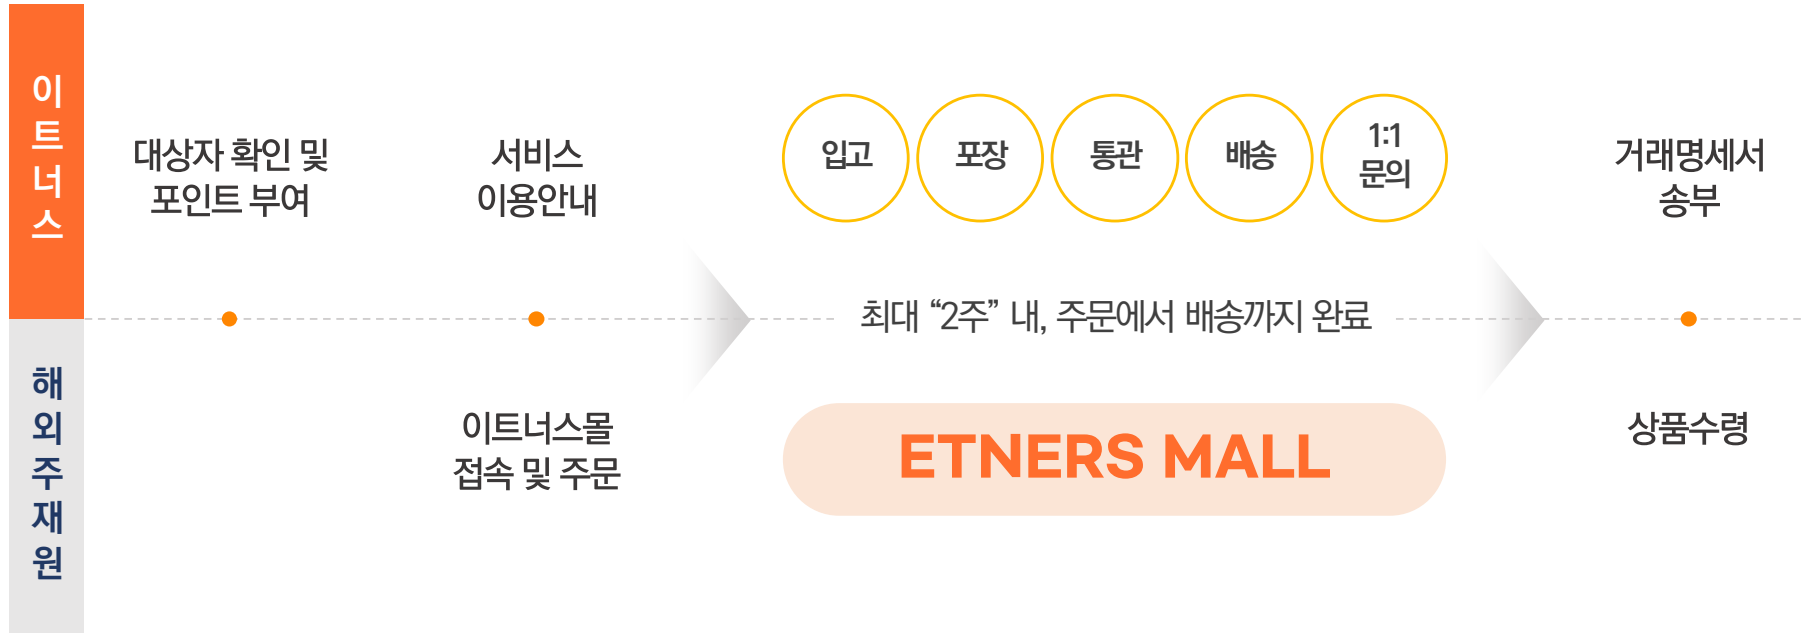 이트너스
대상자 확인 및
포인트 부여
서비스
이용안내
입고
포장
통관
배송
1:1
문의
거래명세서
송부
최대 “2주” 내, 주문에서 배송까지 완료
해외주재원
이트너스몰
접속 및 주문
ETNERS MALL
상품수령